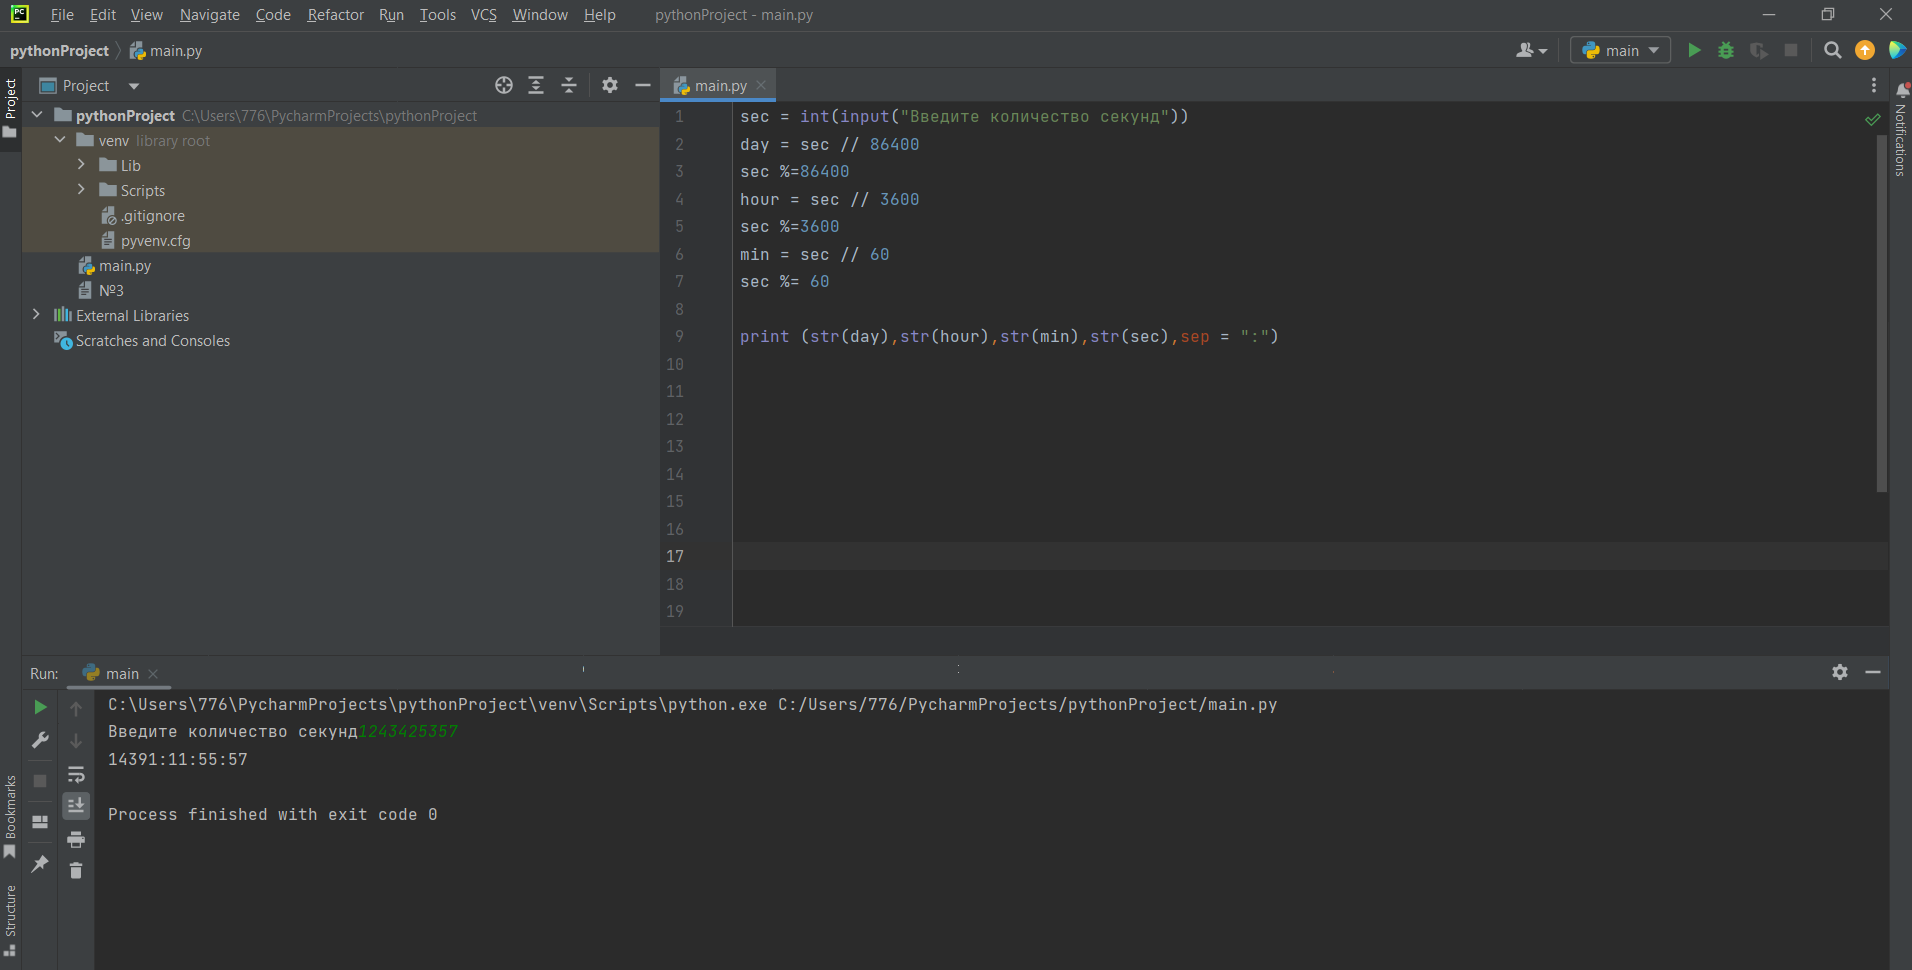 PC File Edit View Navigate Code Refactor Run Tools VCS Window Help pythonProject - main.py
pythonProject main.py main
Project main.py
Project
pythonProject C:\Users\776\PycharmProjects\pythonProject
venv library root
Lib
Scripts
.gitignore
pyvenv.cfg
main.py
№3
External Libraries
Scratches and Consoles
1 sec = int(input("Введите количество секунд"))
2 day = sec // 86400
3 sec %=86400
4 hour = sec // 3600
5 sec %=3600
6 min = sec // 60
7 sec %= 60
8
9 print (str(day),str(hour),str(min),str(sec),sep = ":")
10
11
12
13
14
15
16
17
18
19
Notifications
Run: main
C:\Users\776\PycharmProjects\pythonProject\venv\Scripts\python.exe C:/Users/776/PycharmProjects/pythonProject/main.py
Введите количество секунд1243425357
14391:11:55:57
Process finished with exit code 0
Bookmarks
Structure